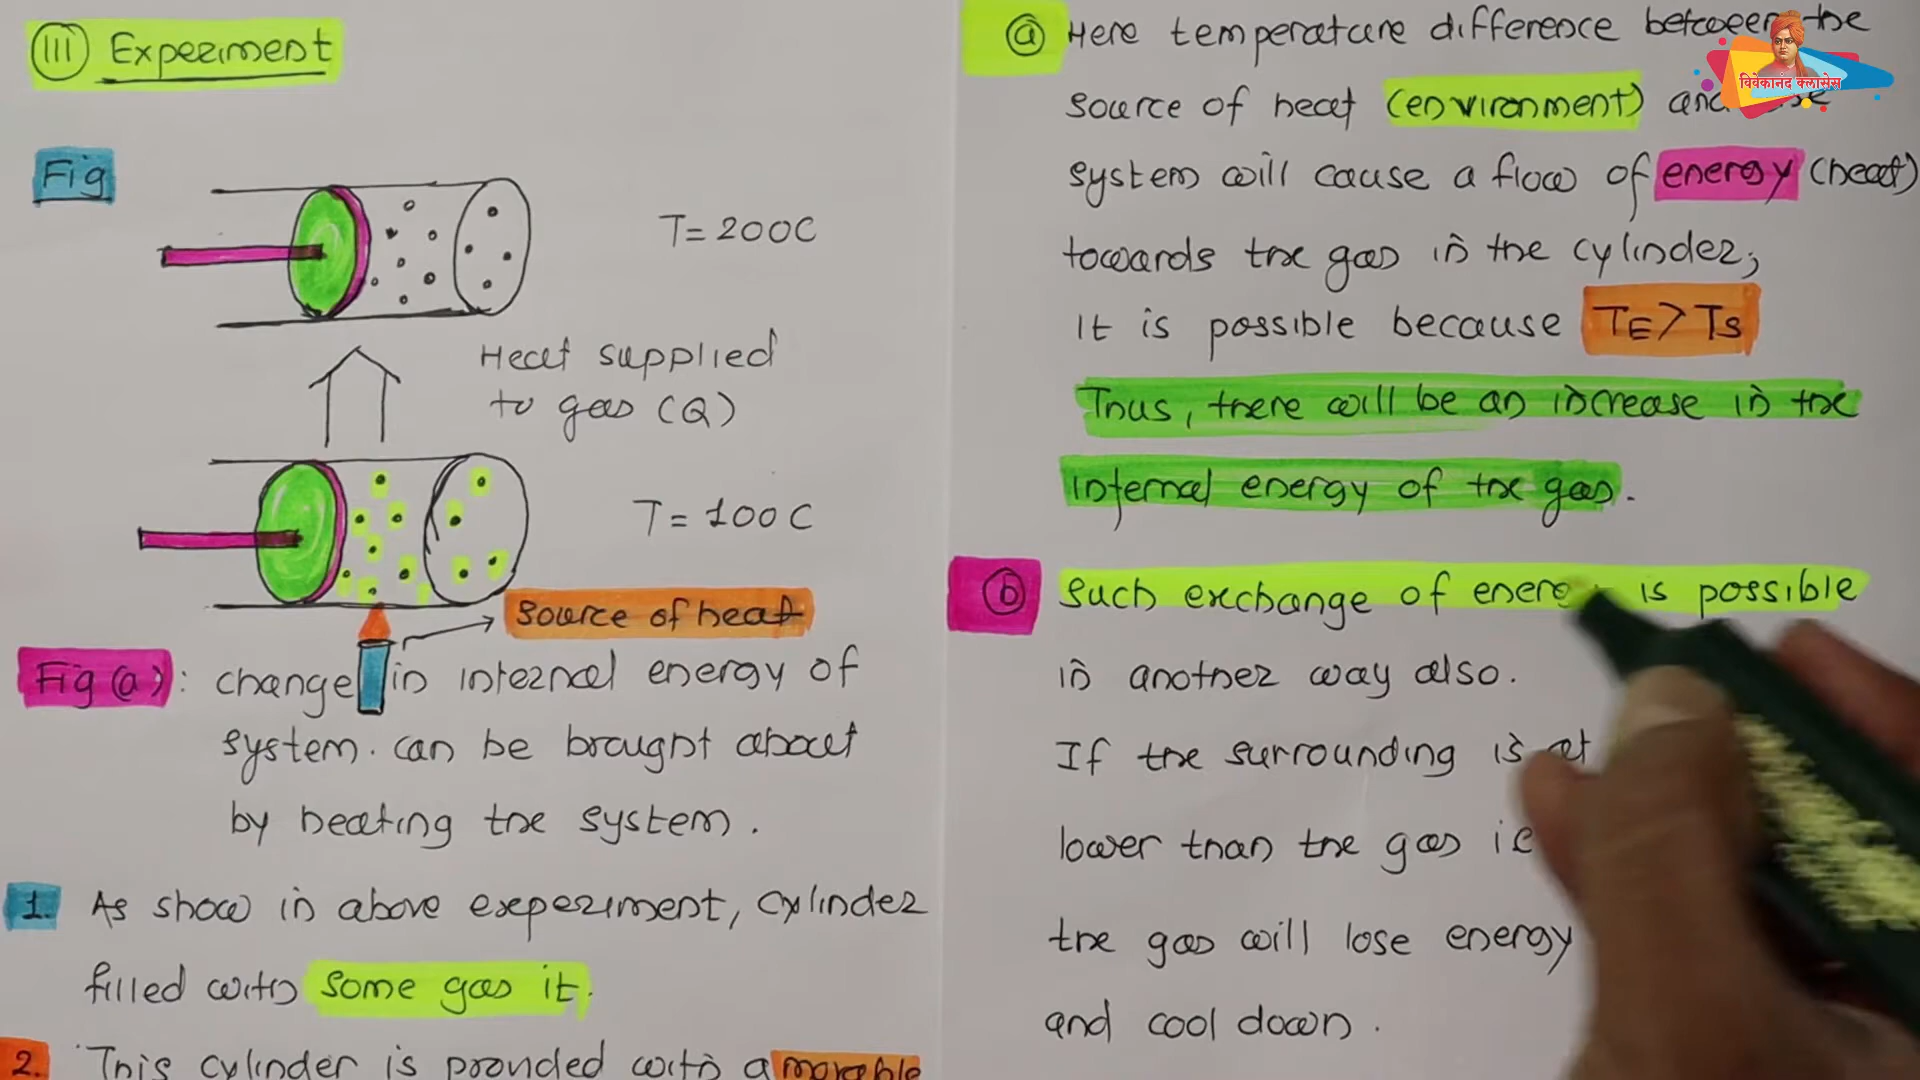 III Experiment
Fig
T= 200C
Heat supplied
to gas (Q)
T= 100C
source of heat
Fig (a): change in internal energy of
system. can be brought about
by heating the system.
1. As show in above experiment, cylinder
filled with some gas it.
2. This cylinder is provided with a movable
a Here temperature difference between the
source of heat (environment) and
system will cause a flow of energy (heat)
towards the gas in the cylinder,
It is possible because TE > TS
Thus, there will be an increase in the
internal energy of the gas.
b such exchange of is possible
in another way also.
If the surrounding is at
lower than the gas ie
the gas will lose energy
and cool down.
विवेकानंद क्लासेस